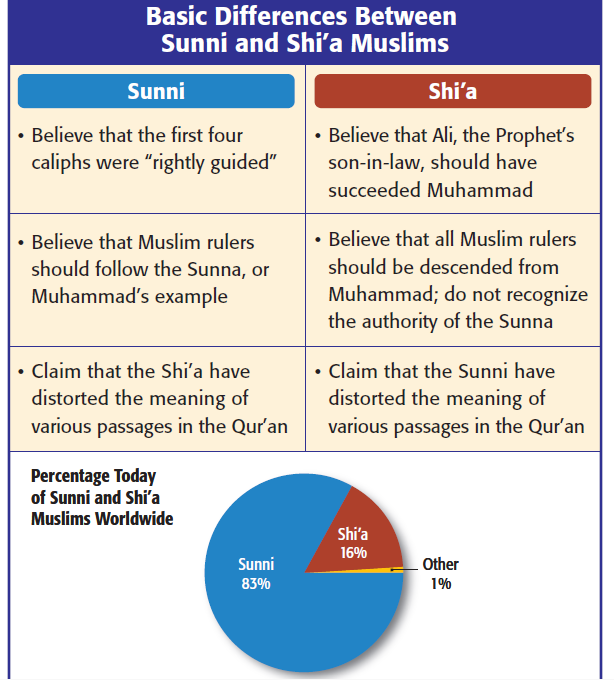 Basic Differences Between
Sunni and Shi’a Muslims
Sunni
Shi’a
• Believe that the first four
caliphs were “rightly guided”
• Believe that Ali, the Prophet’s
son-in-law, should have
succeeded Muhammad
• Believe that Muslim rulers
should follow the Sunna, or
Muhammad’s example
• Believe that all Muslim rulers
should be descended from
Muhammad; do not recognize
the authority of the Sunna
• Claim that the Shi’a have
distorted the meaning of
various passages in the Qur’an
• Claim that the Sunni have
distorted the meaning of
various passages in the Qur’an
Percentage Today
of Sunni and Shi’a
Muslims Worldwide
Sunni
83%
Shi’a
16%
Other
1%